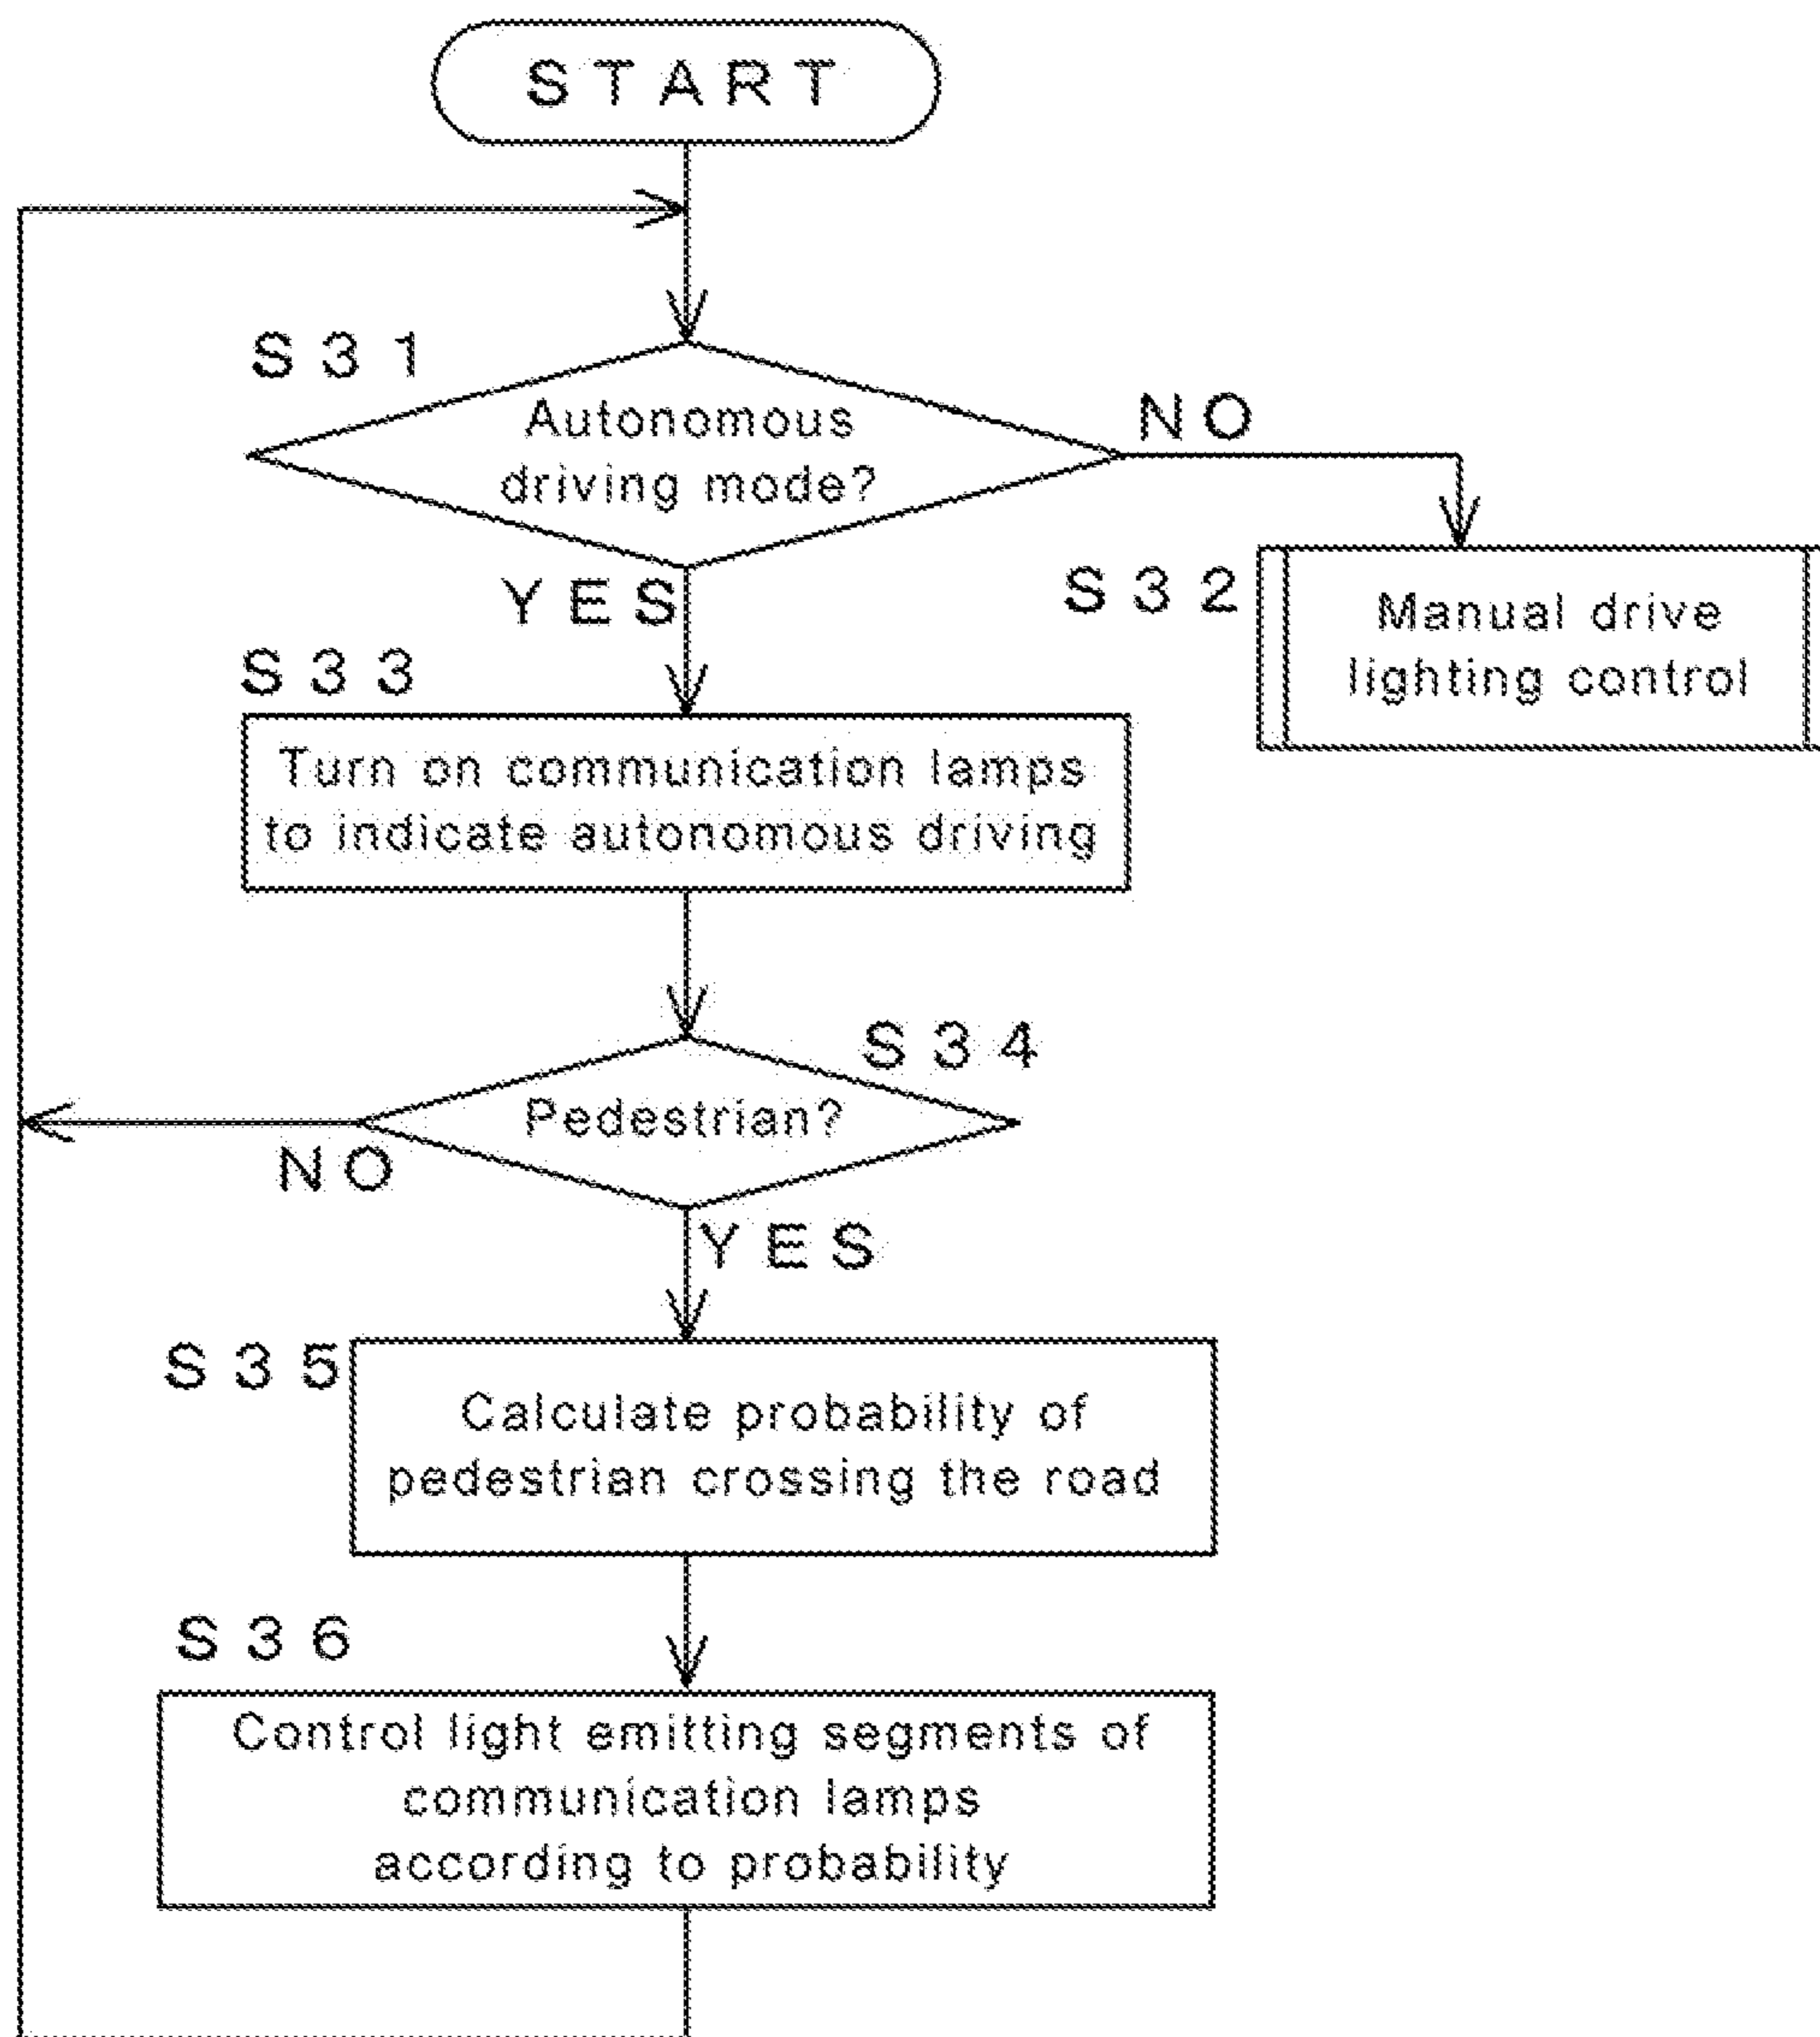 START
S31
Autonomous
driving mode?
NO
YES
S32
Manual drive
lighting control
S33
Turn on communication lamps
to indicate autonomous driving
S34
Pedestrian?
NO
YES
S35
Calculate probability of
pedestrian crossing the road
S36
Control light emitting segments of
communication lamps
according to probability